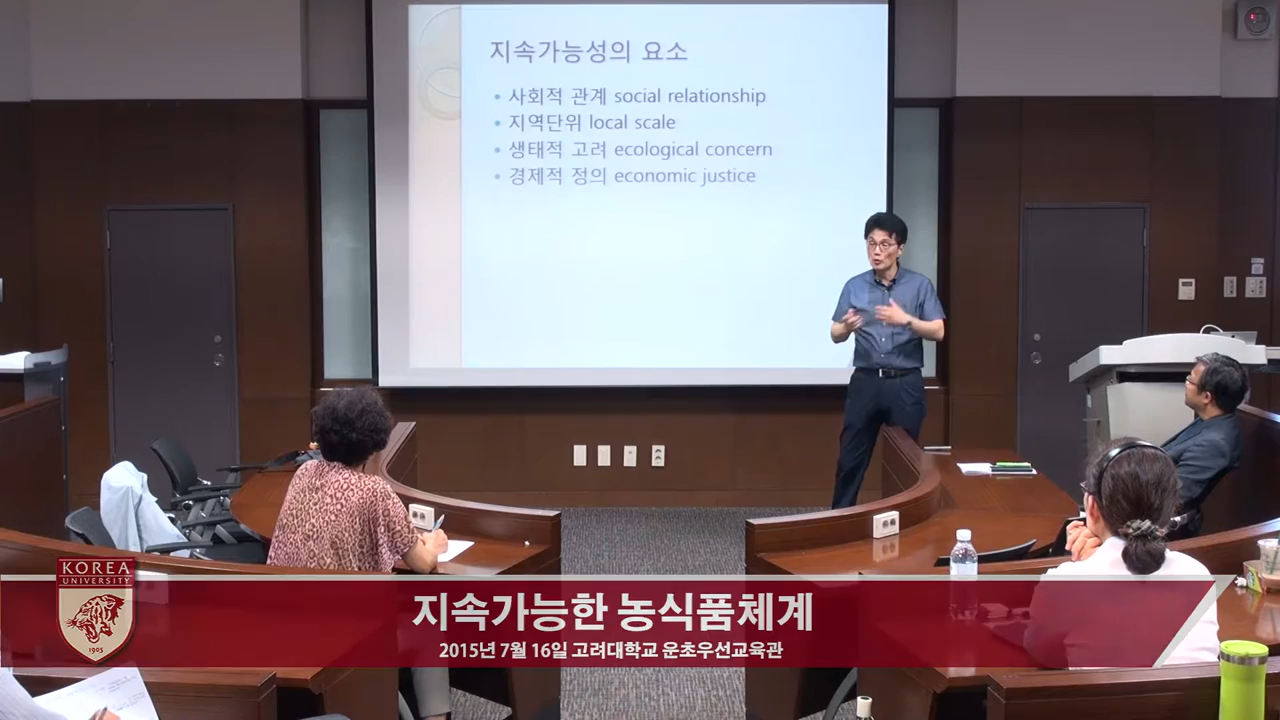 지속가능성의 요소
• 사회적 관계 social relationship
• 지역단위 local scale
• 생태적 고려 ecological concern
• 경제적 정의 economic justice
KOREA
UNIVERSITY
1905
지속가능한 농식품체계
2015년 7월 16일 고려대학교 운초우선교육관